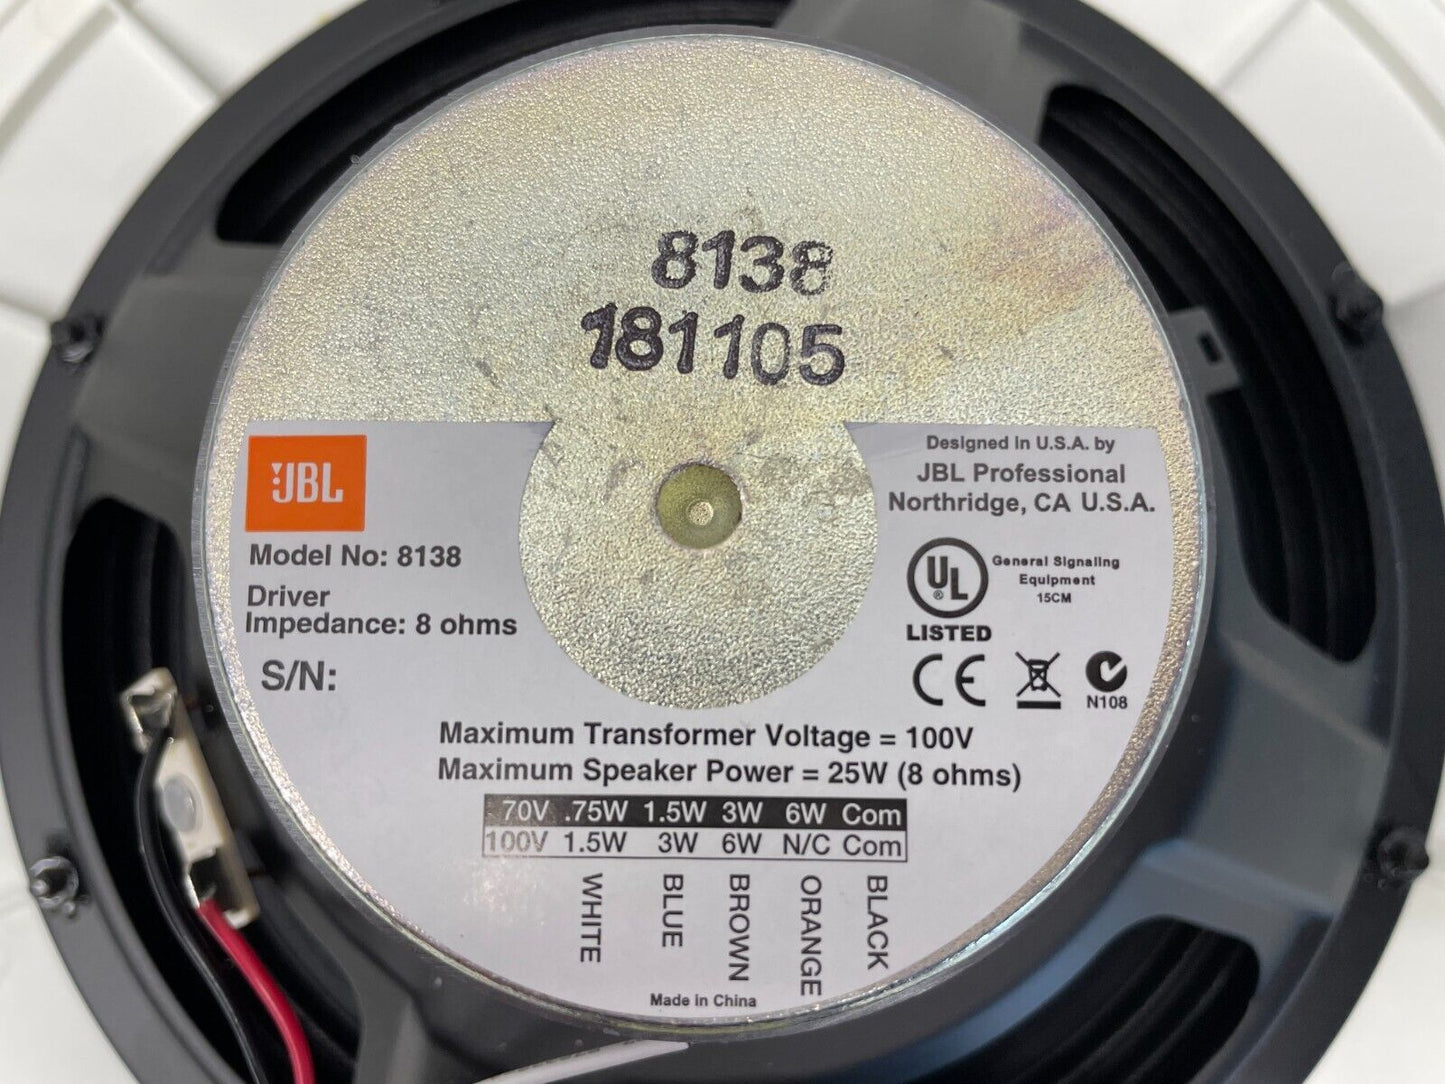 8138
181105
JBL
Model No: 8138
Driver
Impedance: 8 ohms
S/N:
Designed in U.S.A. by
JBL Professional
Northridge, CA U.S.A.
UL
®
LISTED
General Signaling
Equipment
15CM
CE
N108
Maximum Transformer Voltage = 100V
Maximum Speaker Power = 25W (8 ohms)
70V .75W 1.5W 3W 6W Com
100V 1.5W 3W 6W N/C Com
WHITE
BLUE
BROWN
ORANGE
BLACK
Made in China